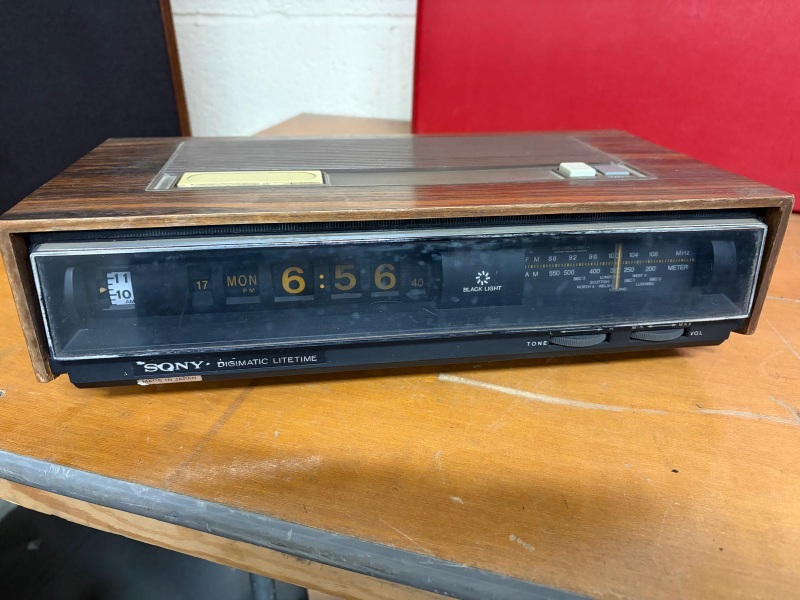 11
10
17 MON PM 6:56 40
BLACK LIGHT
FM 88 92 96 104 108 MHz
AM 550 500 400 250 200 METER
SONY DIGIMATIC LITETIME
TONE VOL
MADE IN JAPAN